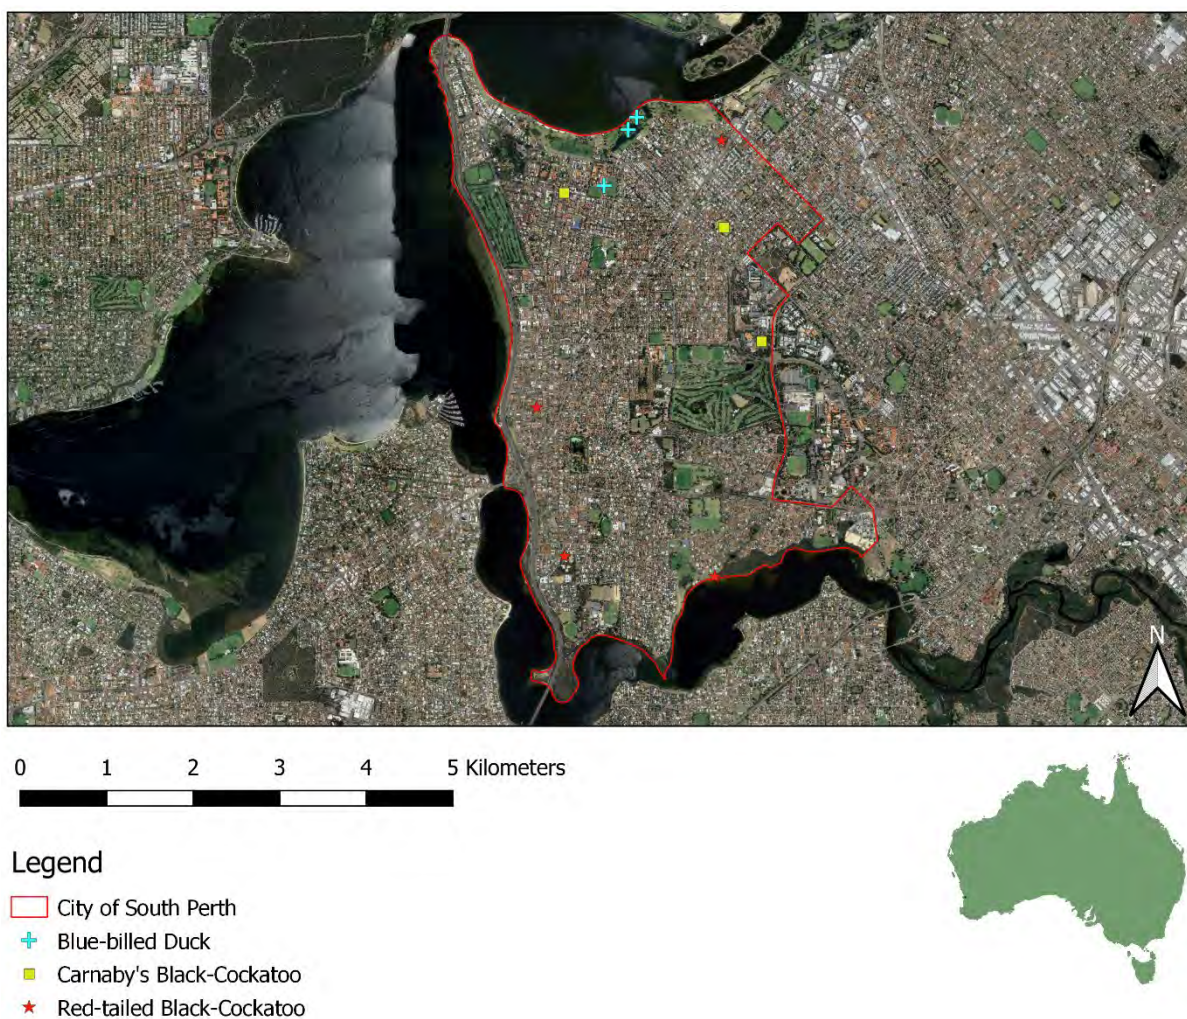 N
0 1 2 3 4 5 Kilometers
Legend
City of South Perth
Blue-billed Duck
Carnaby's Black-Cockatoo
Red-tailed Black-Cockatoo